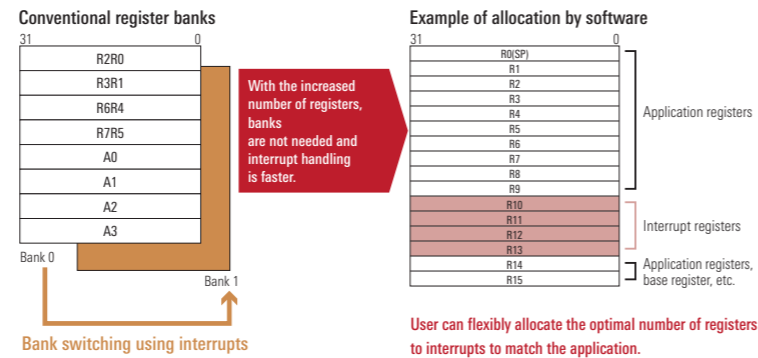 Conventional register banks
31 0
R2R0
R3R1
R6R4
R7R5
A0
A1
A2
A3
Bank 0
Bank 1
Bank switching using interrupts
With the increased
number of registers,
banks
are not needed and
interrupt handling
is faster.
Example of allocation by software
31 0
R0(SP)
R1
R2
R3
R4
R5
R6
R7
R8
R9
R10
R11
R12
R13
R14
R15
Application registers
Interrupt registers
Application registers,
base register, etc.
User can flexibly allocate the optimal number of registers
to interrupts to match the application.